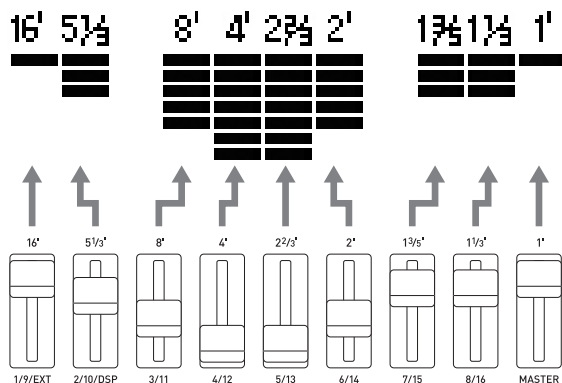 16' 5⅓ 8' 4' 2⅔ 2' 1⅗ 1⅓ 1'
16' 5 1/3' 8' 4' 2 2/3' 2' 1 3/5' 1 1/3' 1'
1/9/EXT 2/10/DSP 3/11 4/12 5/13 6/14 7/15 8/16 MASTER